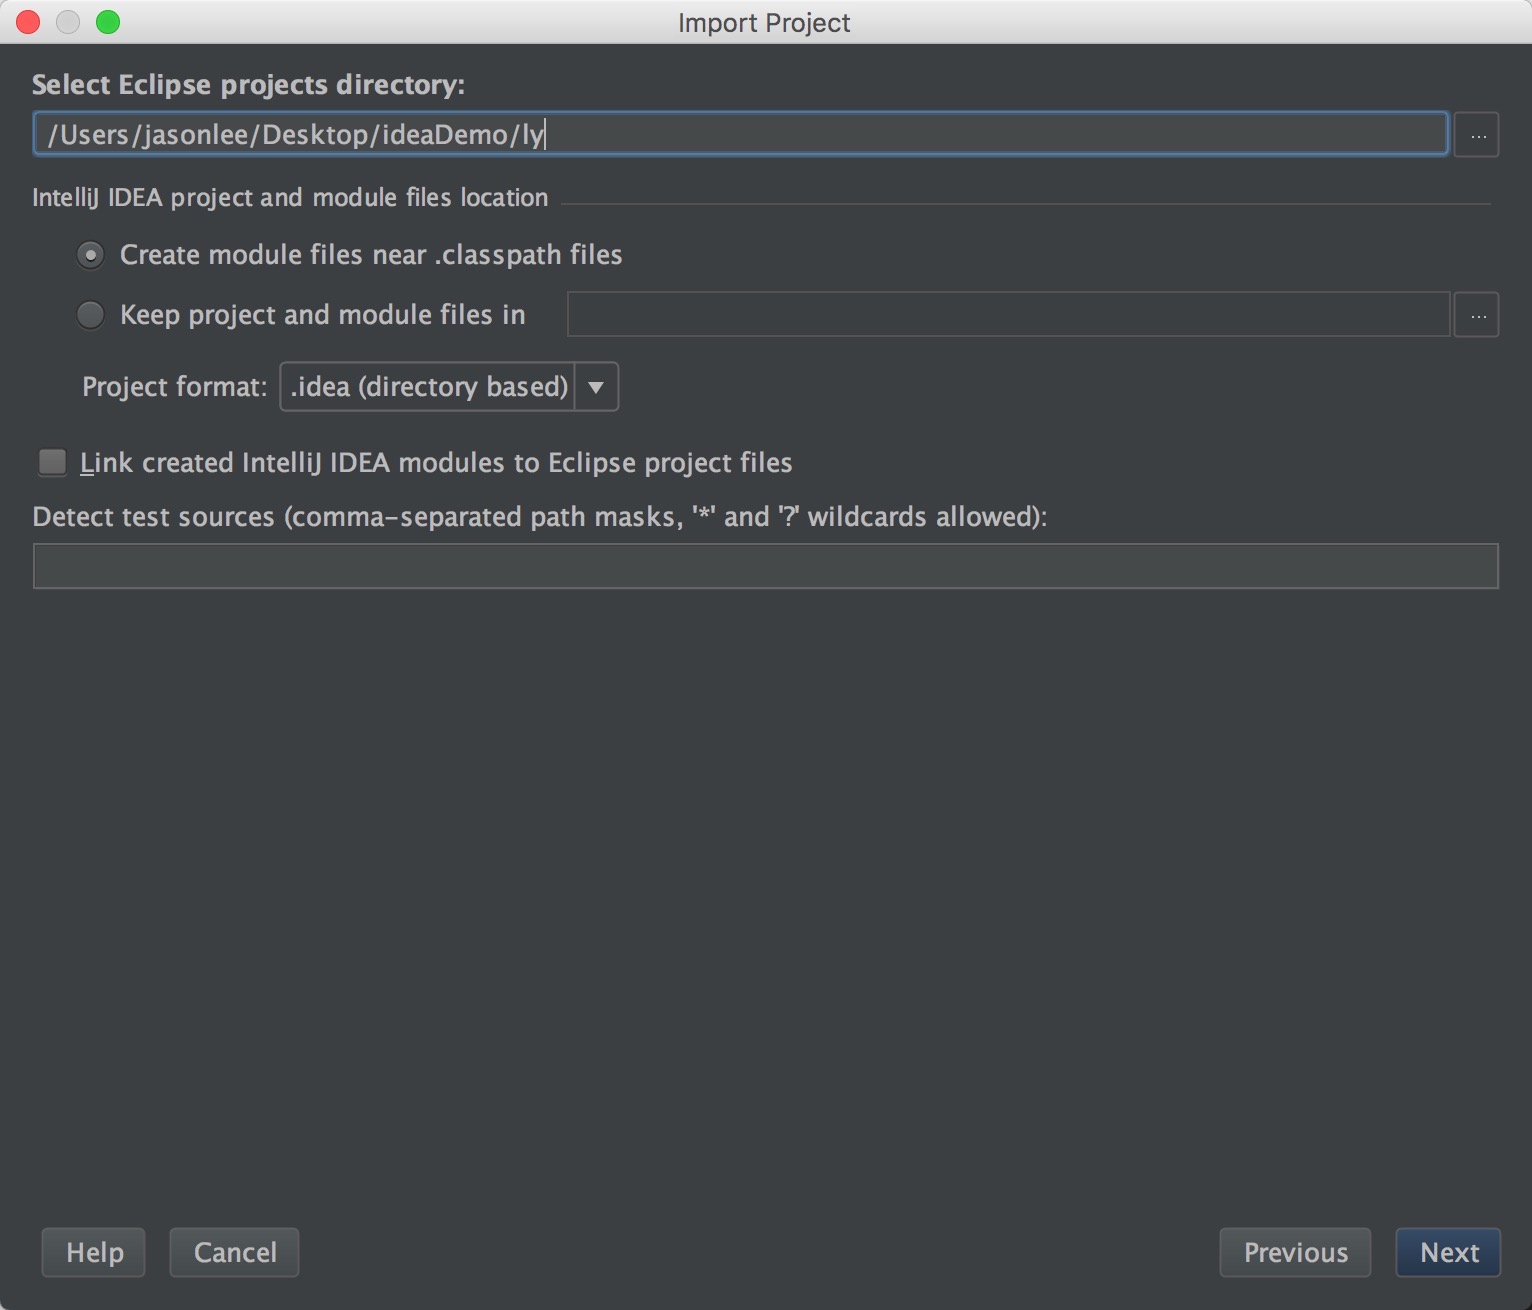 Import Project
Select Eclipse projects directory:
/Users/jasonlee/Desktop/ideaDemo/ly
...
IntelliJ IDEA project and module files location
Create module files near .classpath files
Keep project and module files in
...
Project format: .idea (directory based)
Link created IntelliJ IDEA modules to Eclipse project files
Detect test sources (comma-separated path masks, '*' and '?' wildcards allowed):
Help Cancel Previous Next